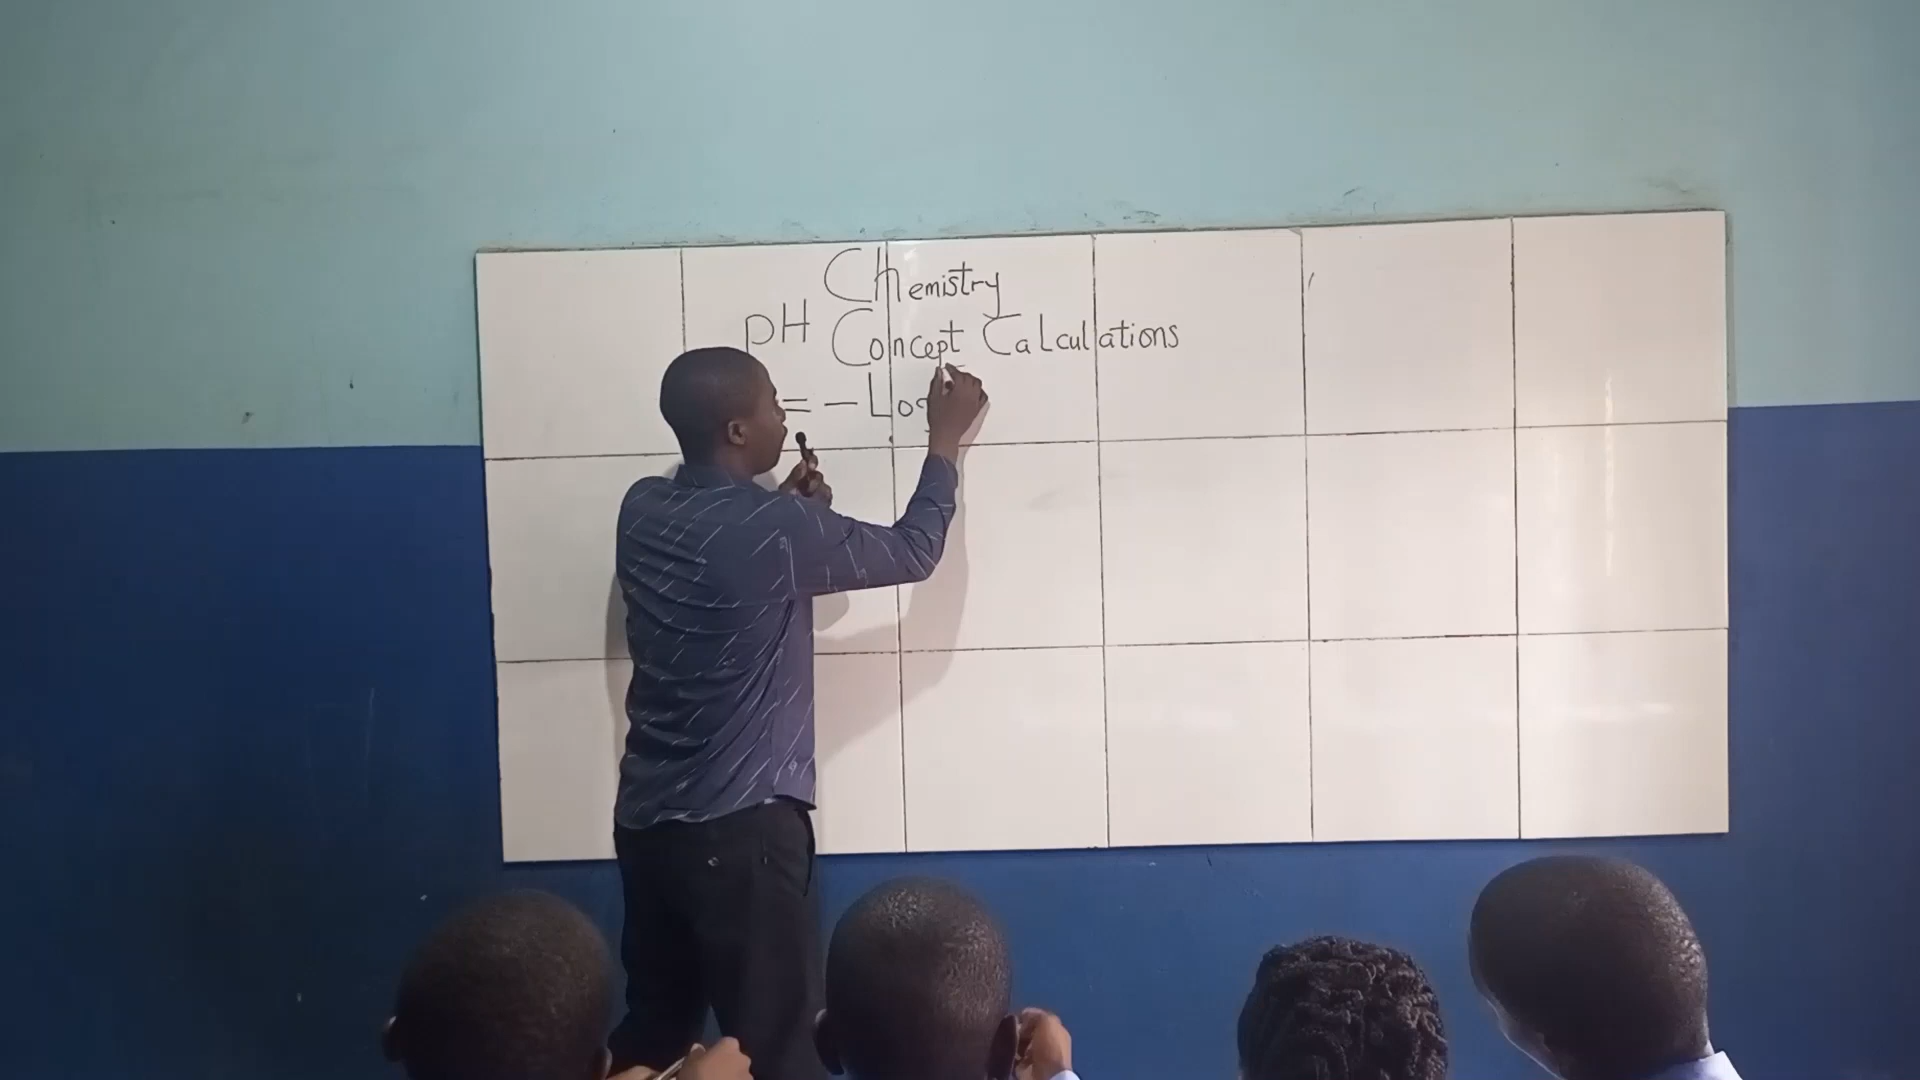 Chemistry
pH Concept Calculations
= - Log